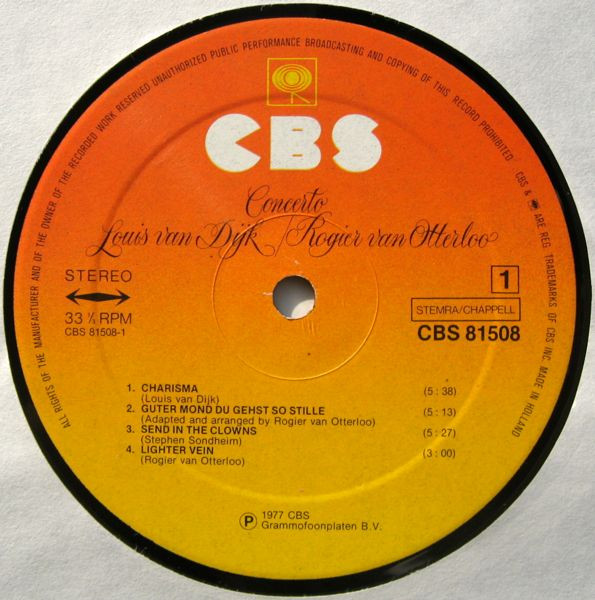 ALL RIGHTS OF THE MANUFACTURER AND OF THE OWNER OF THE RECORDED WORK RESERVED UNAUTHORIZED PUBLIC PERFORMANCE BROADCASTING AND COPYING OF THIS RECORD PROHIBITED
CBS & ARE REG. TRADEMARKS OF CBS INC. MADE IN HOLLAND
CBS
Concerto
Louis van Dijk / Rogier van Otterloo
STEREO
33 ⅓ RPM
CBS 81508-1
1
STEMRA/CHAPPELL
CBS 81508
1. CHARISMA (5 : 38)
(Louis van Dijk)
2. GUTER MOND DU GEHST SO STILLE (5 : 13)
(Adapted and arranged by Rogier van Otterloo)
3. SEND IN THE CLOWNS (5 : 27)
(Stephen Sondheim)
4. LIGHTER VEIN (3 : 00)
(Rogier van Otterloo)
Ⓟ 1977 CBS
Grammofoonplaten B.V.